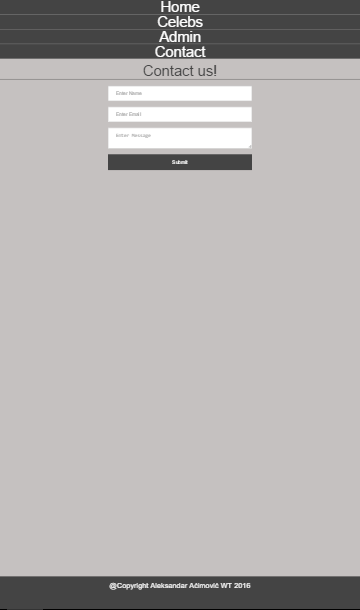 Home
Celebs
Admin
Contact
Contact us!
Enter Name
Enter Email
Enter Message
Submit
@Copyright Aleksandar Aćimović WT 2016